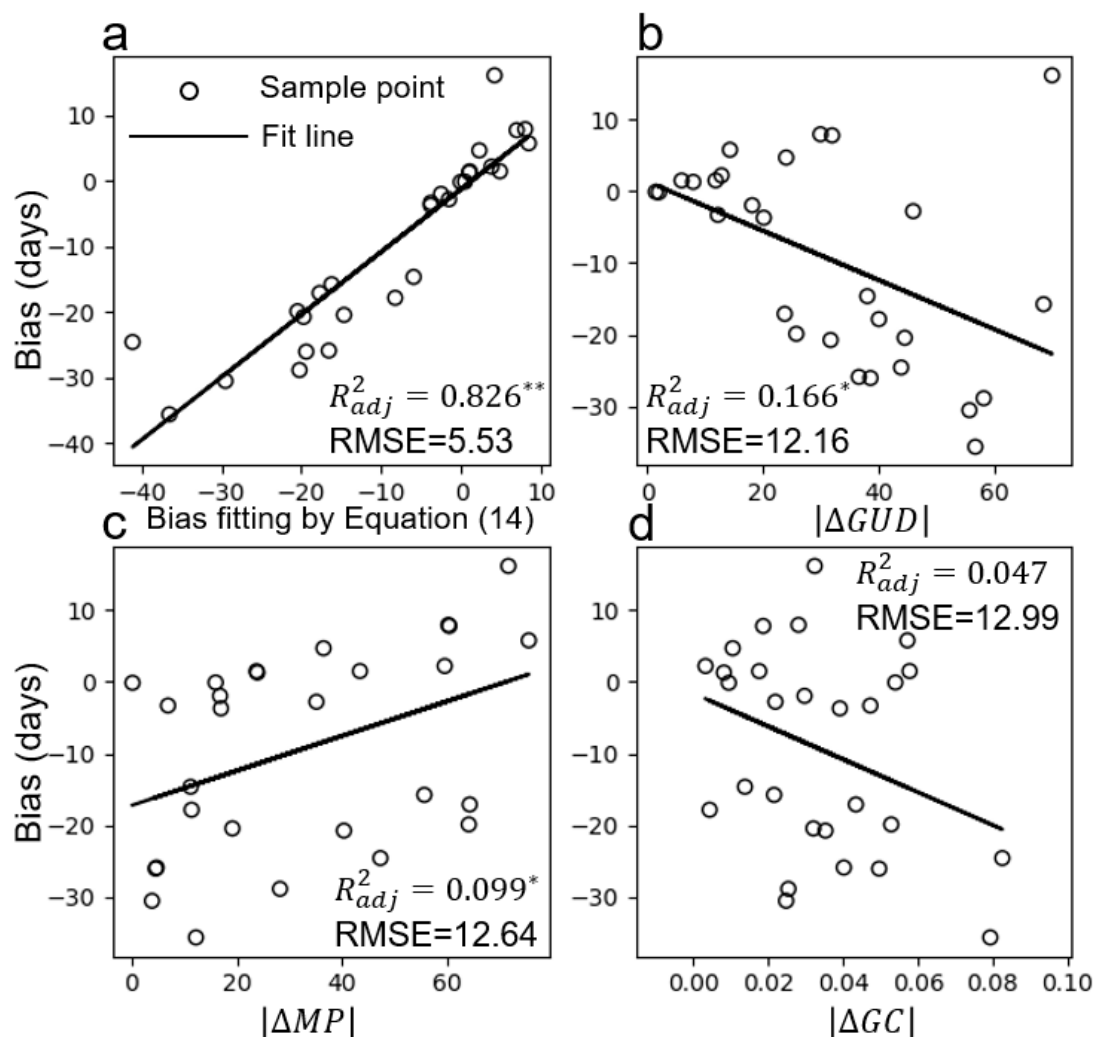 a
b
Sample point
Fit line
10
0
−10
−20
−30
−40
Bias (days)
R²adj = 0.826**
RMSE=5.53
−40 −30 −20 −10 0 10
Bias fitting by Equation (14)
10
0
−10
−20
−30
R²adj = 0.166*
RMSE=12.16
0 20 40 60
|ΔGUD|
c
d
10
0
−10
−20
−30
Bias (days)
R²adj = 0.099*
RMSE=12.64
0 20 40 60
|ΔMP|
R²adj = 0.047
RMSE=12.99
10
0
−10
−20
−30
0.00 0.02 0.04 0.06 0.08 0.10
|ΔGC|